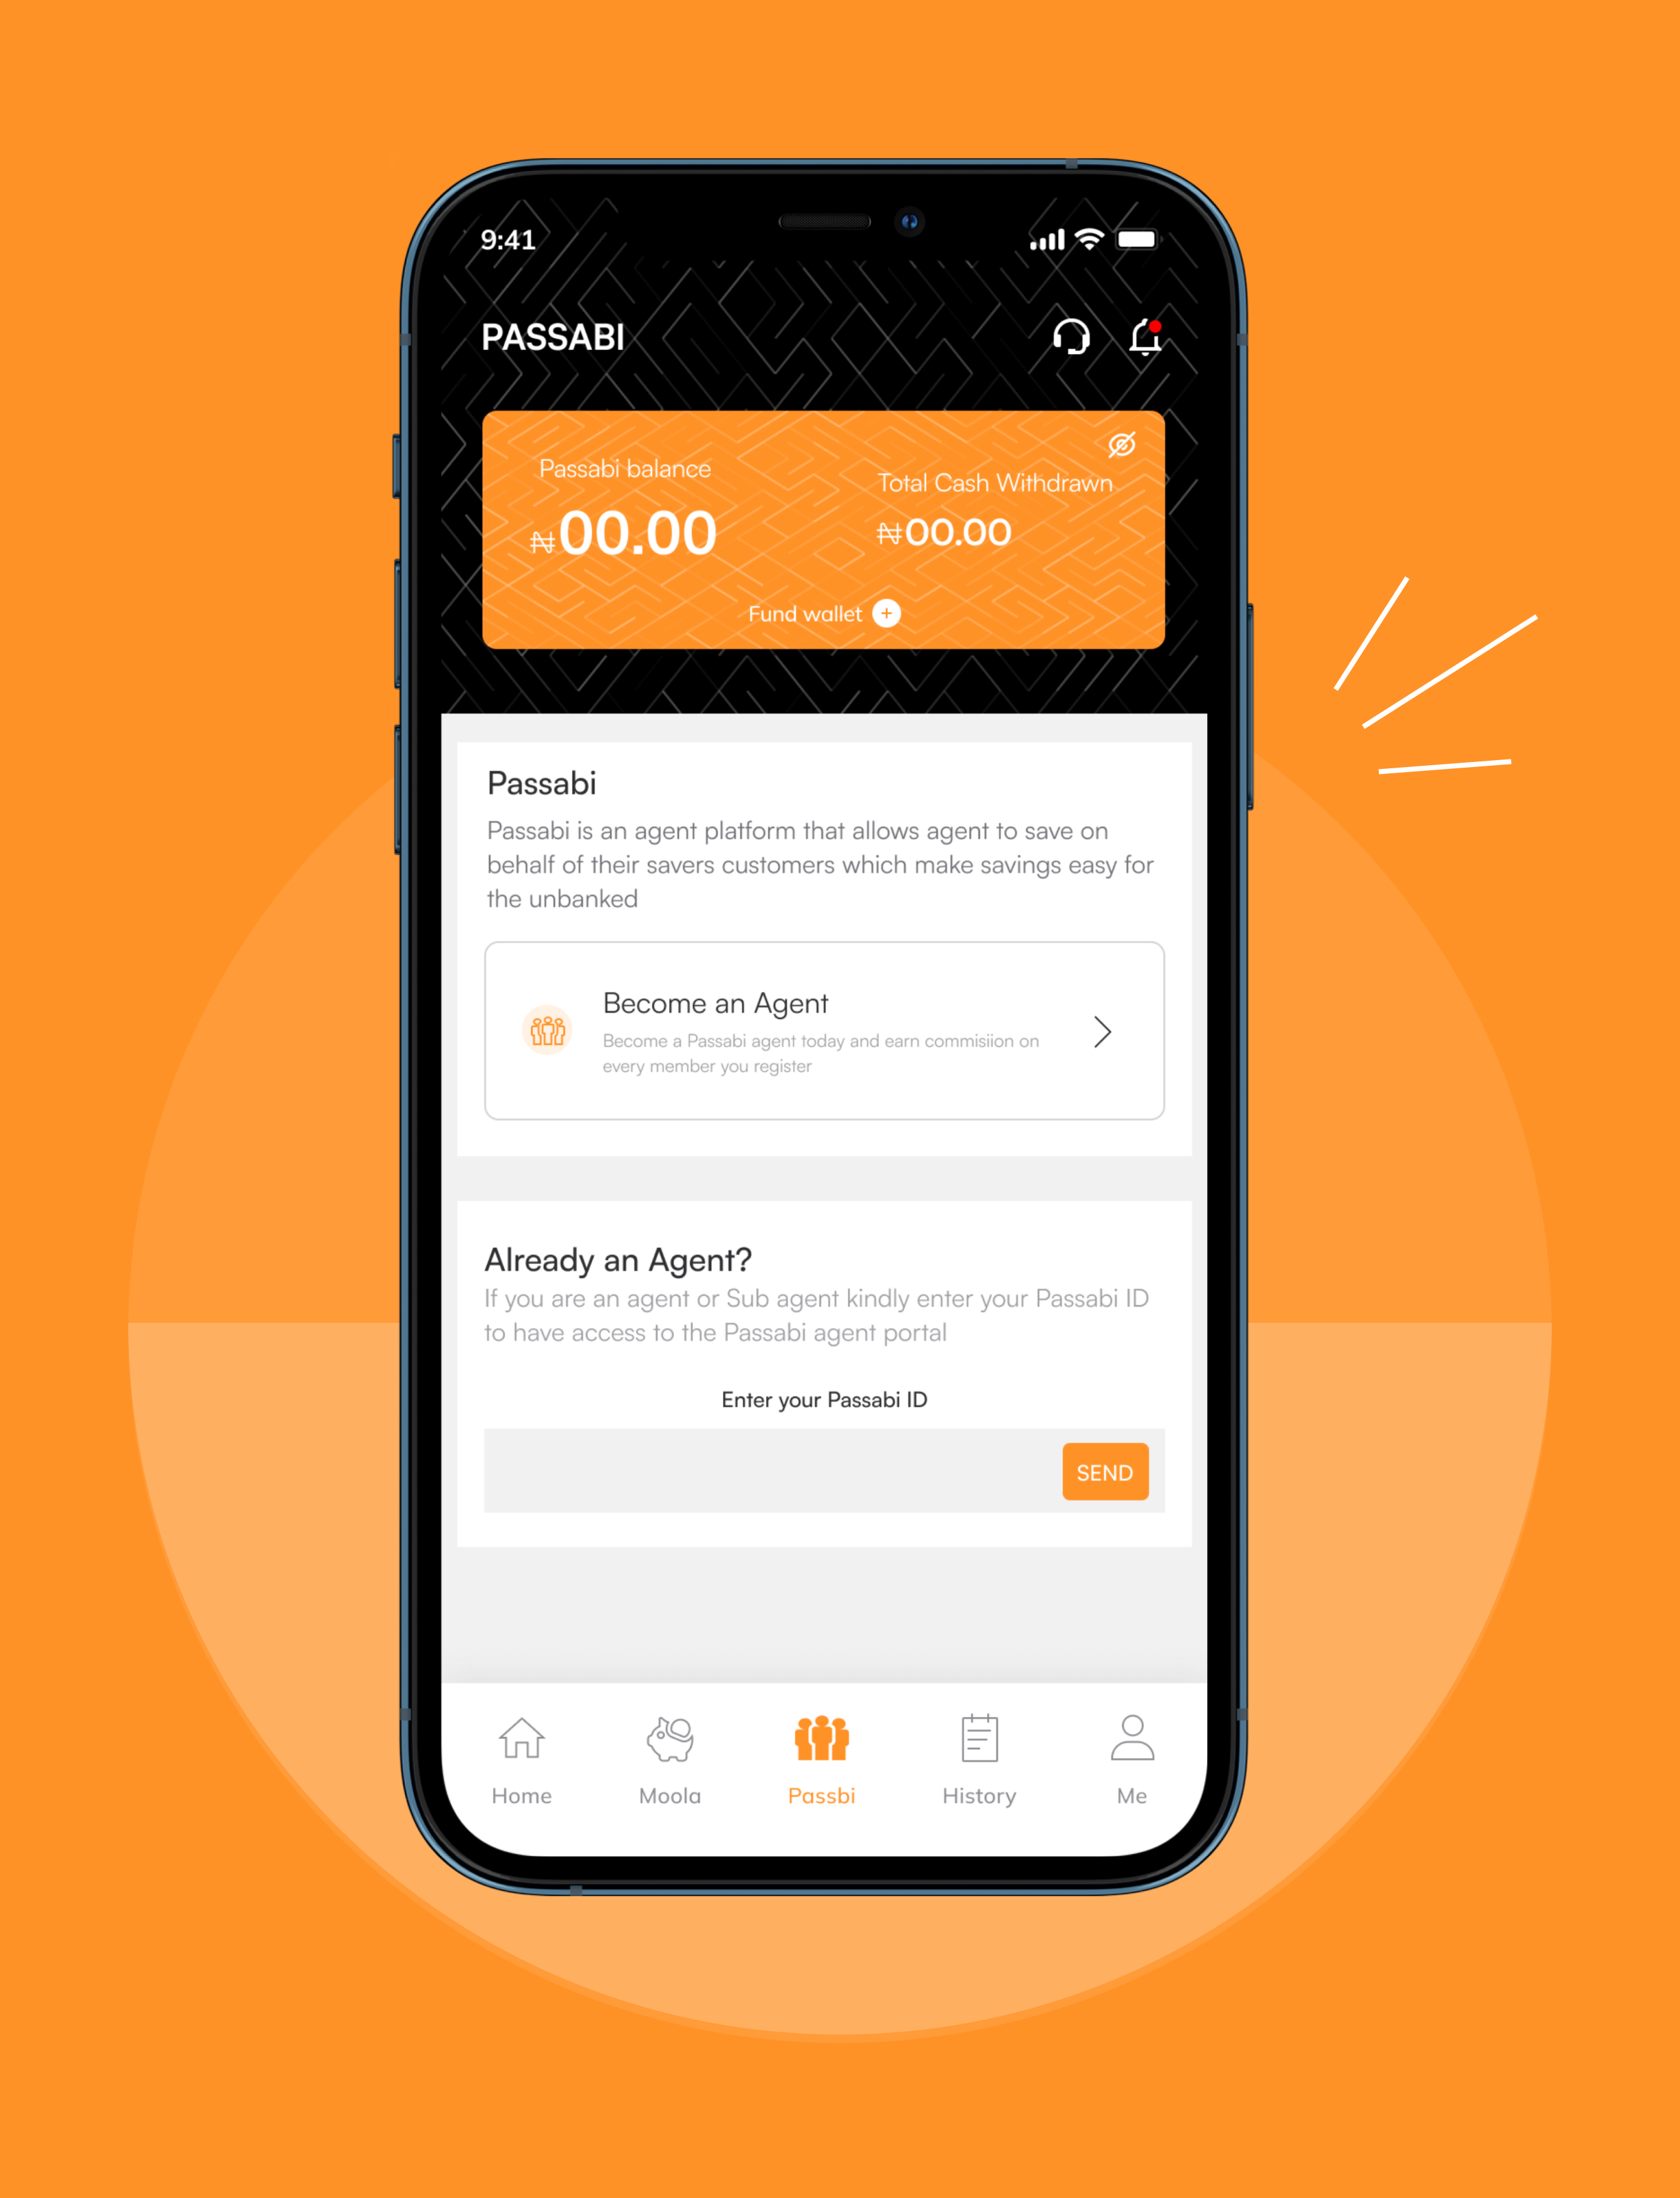 9:41
PASSABI
Passabi balance
₦00.00
Total Cash Withdrawn
₦00.00
Fund wallet +
Passabi
Passabi is an agent platform that allows agent to save on
behalf of their savers customers which make savings easy for
the unbanked
Become an Agent
Become a Passabi agent today and earn commisiion on
every member you register
Already an Agent?
If you are an agent or Sub agent kindly enter your Passabi ID
to have access to the Passabi agent portal
Enter your Passabi ID
SEND
Home
Moola
Passbi
History
Me